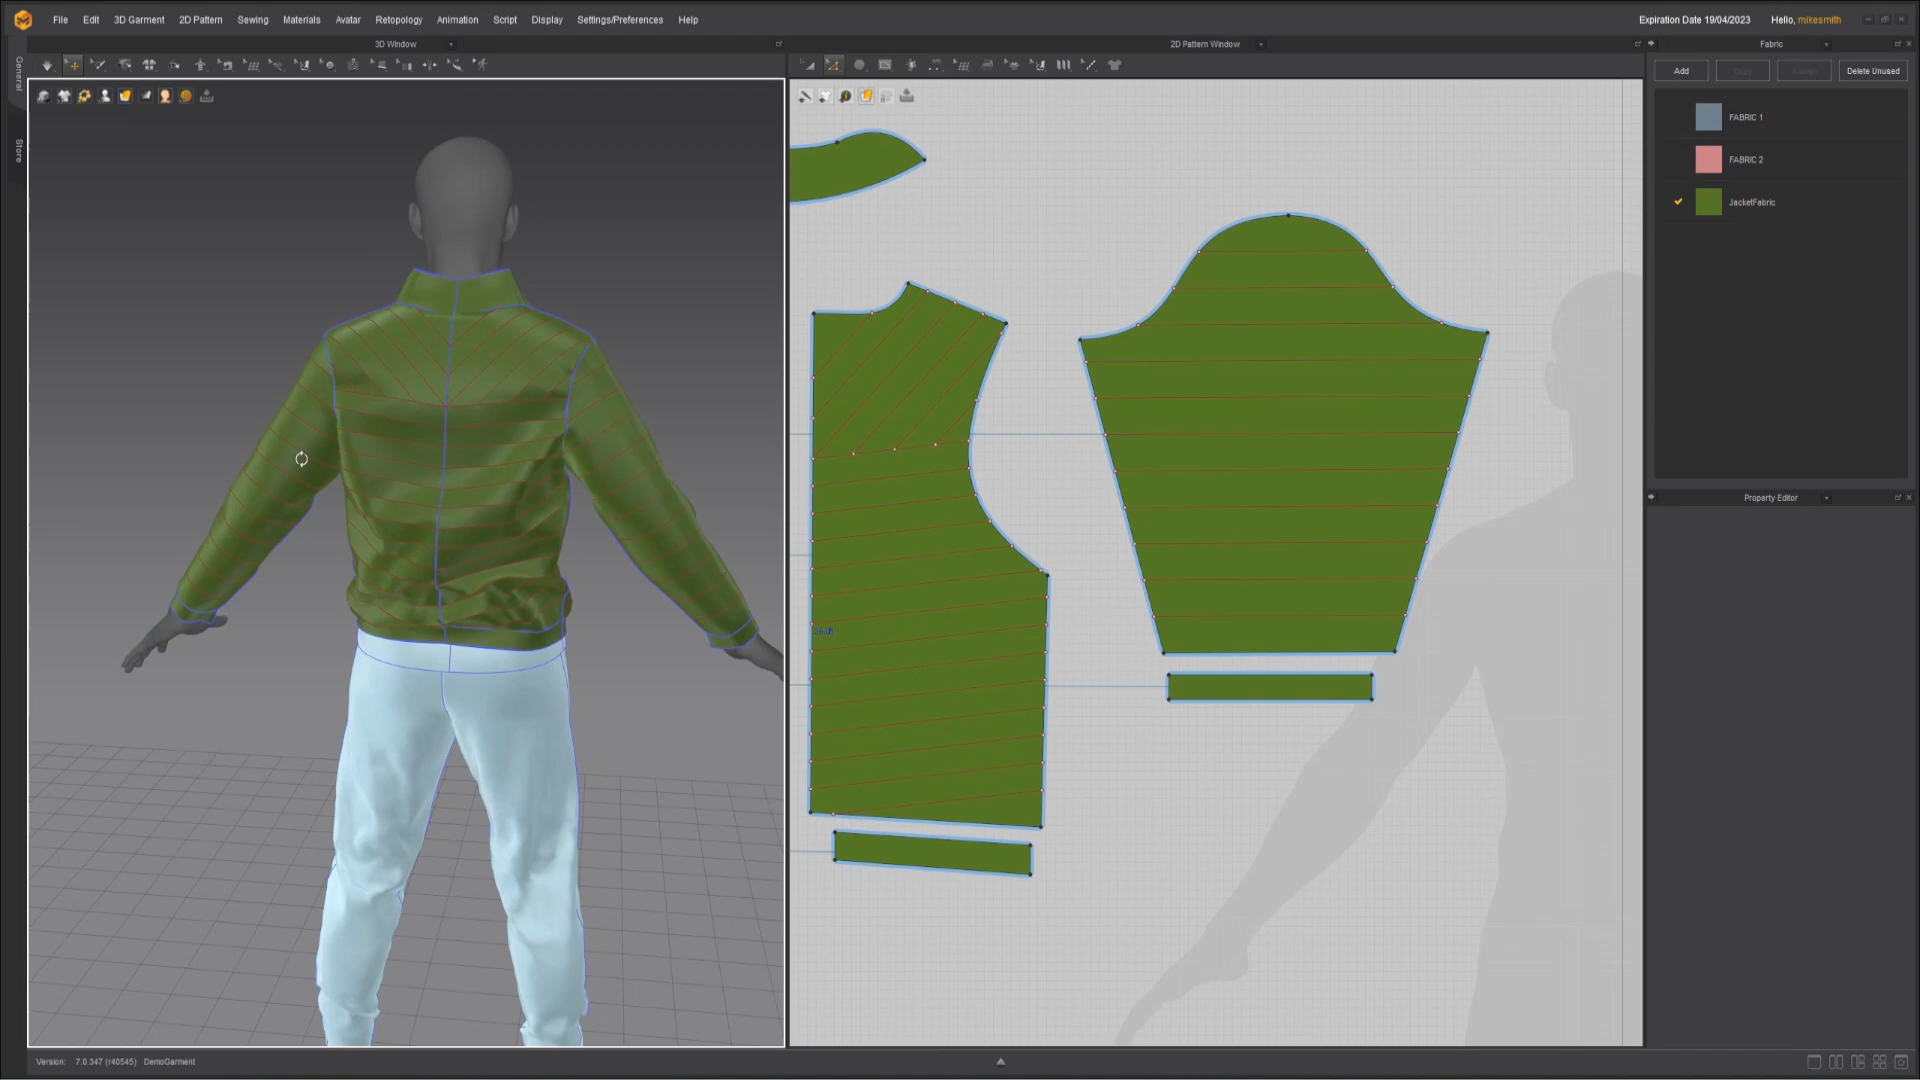 File Edit 3D Garment 2D Pattern Sewing Materials Avatar Retopology Animation Script Display Settings/Preferences Help Expiration Date 19/04/2023 Hello, mikesmith
3D Window 2D Pattern Window Fabric
General
Store
Add Copy Assign Delete Unused
FABRIC 1
FABRIC 2
JacketFabric
Property Editor
Version: 7.0.347 (r40545) DemoGarment